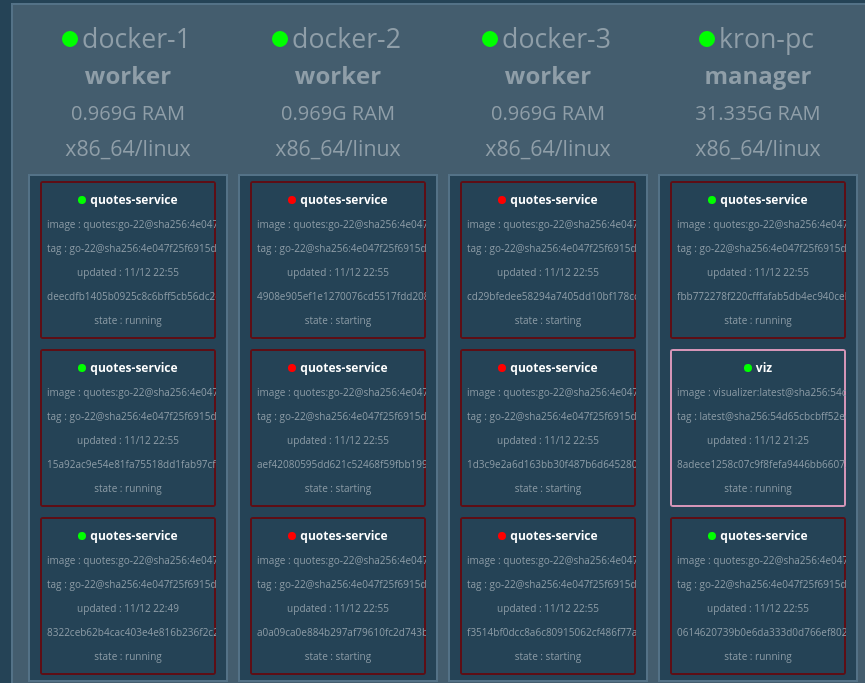 docker-1
worker
0.969G RAM
x86_64/linux
quotes-service
image : quotes:go-22@sha256:4e047
tag : go-22@sha256:4e047f25f6915d
updated : 11/12 22:55
deecdfb1405b0925c8c6bff5cb56dc2
state : running
quotes-service
image : quotes:go-22@sha256:4e047
tag : go-22@sha256:4e047f25f6915d
updated : 11/12 22:55
15a92ac9e54e81fa75518dd1fab97cf
state : running
quotes-service
image : quotes:go-22@sha256:4e047
tag : go-22@sha256:4e047f25f6915d
updated : 11/12 22:49
8322ceb62b4cac403e4e816b236f2c2
state : running
docker-2
worker
0.969G RAM
x86_64/linux
quotes-service
image : quotes:go-22@sha256:4e047
tag : go-22@sha256:4e047f25f6915d
updated : 11/12 22:55
4908e905ef1e1270076cd5517fdd208
state : starting
quotes-service
image : quotes:go-22@sha256:4e047
tag : go-22@sha256:4e047f25f6915d
updated : 11/12 22:55
aef42080595dd621c52468f59fbb199
state : starting
quotes-service
image : quotes:go-22@sha256:4e047
tag : go-22@sha256:4e047f25f6915d
updated : 11/12 22:55
a0a09ca0e884b297af79610fc2d743b
state : starting
docker-3
worker
0.969G RAM
x86_64/linux
quotes-service
image : quotes:go-22@sha256:4e047
tag : go-22@sha256:4e047f25f6915d
updated : 11/12 22:55
cd29bfedee58294a7405dd10bf178c
state : starting
quotes-service
image : quotes:go-22@sha256:4e047
tag : go-22@sha256:4e047f25f6915d
updated : 11/12 22:55
1d3c9e2a6d163bb30f487b6d645280
state : starting
quotes-service
image : quotes:go-22@sha256:4e047
tag : go-22@sha256:4e047f25f6915d
updated : 11/12 22:55
f3514bf0dcc8a6c80915062cf486f77a
state : starting
kron-pc
manager
31.335G RAM
x86_64/linux
quotes-service
image : quotes:go-22@sha256:4e047
tag : go-22@sha256:4e047f25f6915d
updated : 11/12 22:55
fbb772278f220cfffafab5db4ec940ce
state : running
viz
image : visualizer:latest@sha256:54
tag : latest@sha256:54d65cbcbff52e
updated : 11/12 21:25
8adece1258c07c9f8fefa9446bb6607
state : running
quotes-service
image : quotes:go-22@sha256:4e047
tag : go-22@sha256:4e047f25f6915d
updated : 11/12 22:55
0614620739b0e6da333d0d766ef802
state : running